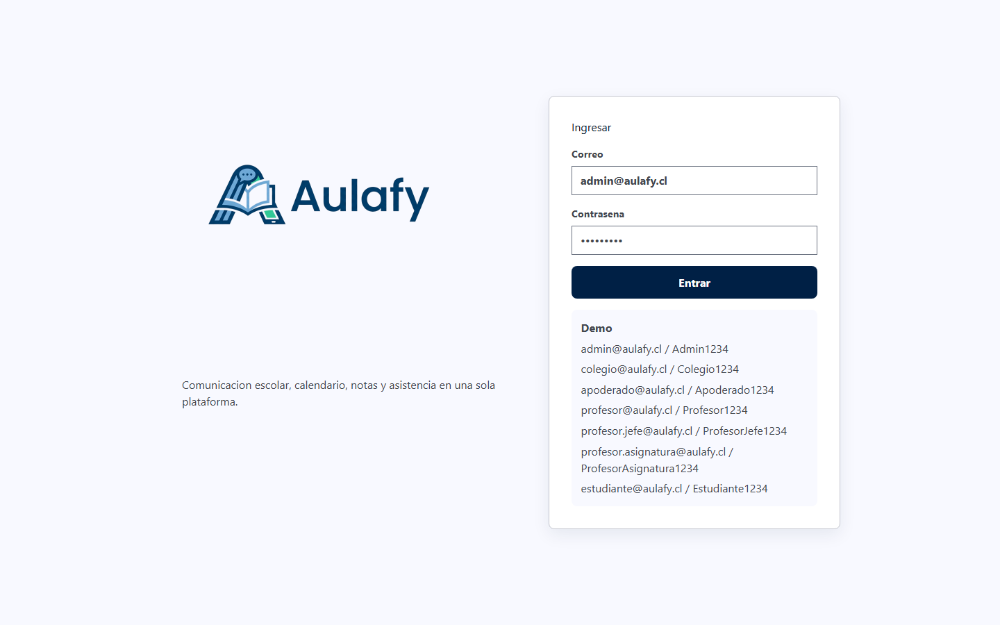 Aulafy
Comunicacion escolar, calendario, notas y asistencia en una sola
plataforma.
Ingresar
Correo
admin@aulafy.cl
Contrasena
•••••••••
Entrar
Demo
admin@aulafy.cl / Admin1234
colegio@aulafy.cl / Colegio1234
apoderado@aulafy.cl / Apoderado1234
profesor@aulafy.cl / Profesor1234
profesor.jefe@aulafy.cl / ProfesorJefe1234
profesor.asignatura@aulafy.cl /
ProfesorAsignatura1234
estudiante@aulafy.cl / Estudiante1234